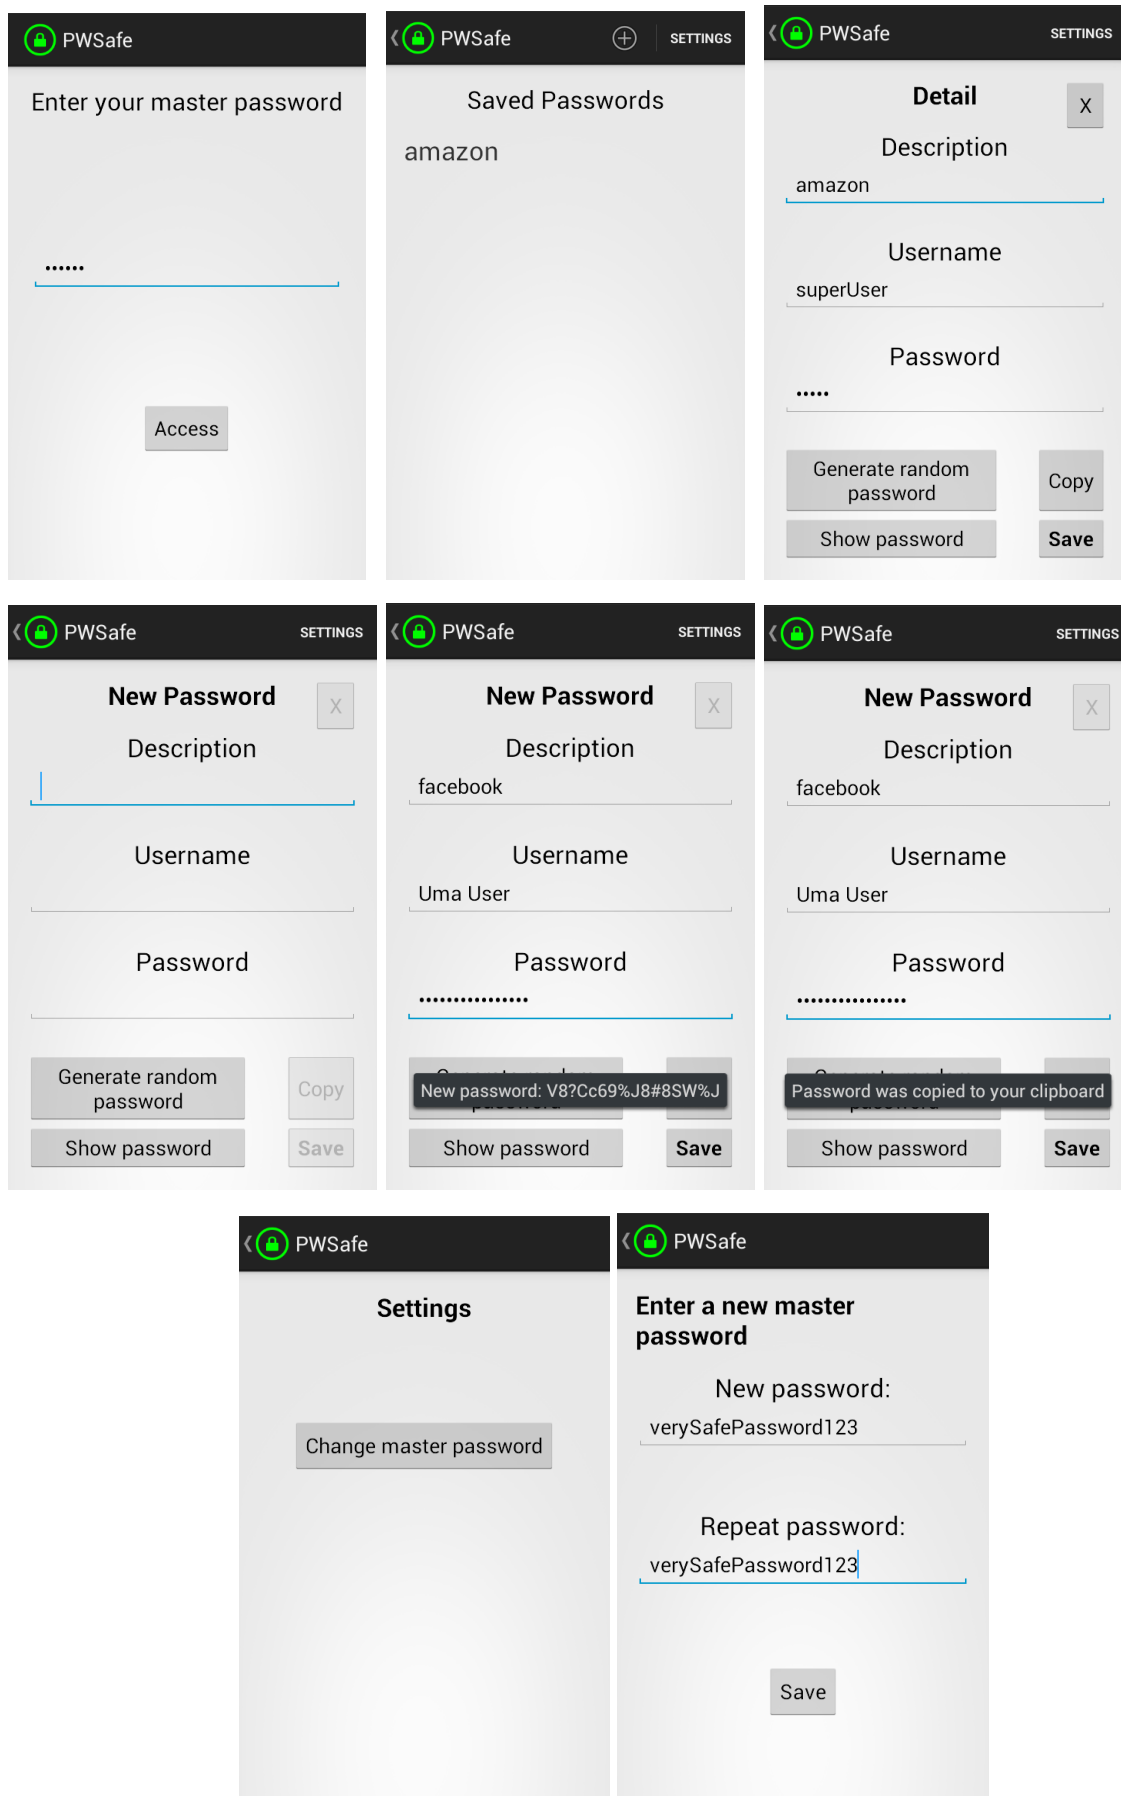 PWSafe
Enter your master password
••••••
Access
PWSafe
SETTINGS
Saved Passwords
amazon
PWSafe
SETTINGS
Detail
X
Description
amazon
Username
superUser
Password
•••••
Generate random
password
Copy
Show password
Save
PWSafe
SETTINGS
New Password
X
Description
Username
Password
Generate random
password
Copy
Show password
Save
PWSafe
SETTINGS
New Password
X
Description
facebook
Username
Uma User
Password
••••••••••••••••
New password: V8?Cc69%J8#8SW%J
Show password
Save
PWSafe
SETTINGS
New Password
X
Description
facebook
Username
Uma User
Password
••••••••••••••••
Password was copied to your clipboard
Show password
Save
PWSafe
Settings
Change master password
PWSafe
Enter a new master
password
New password:
verySafePassword123
Repeat password:
verySafePassword123
Save